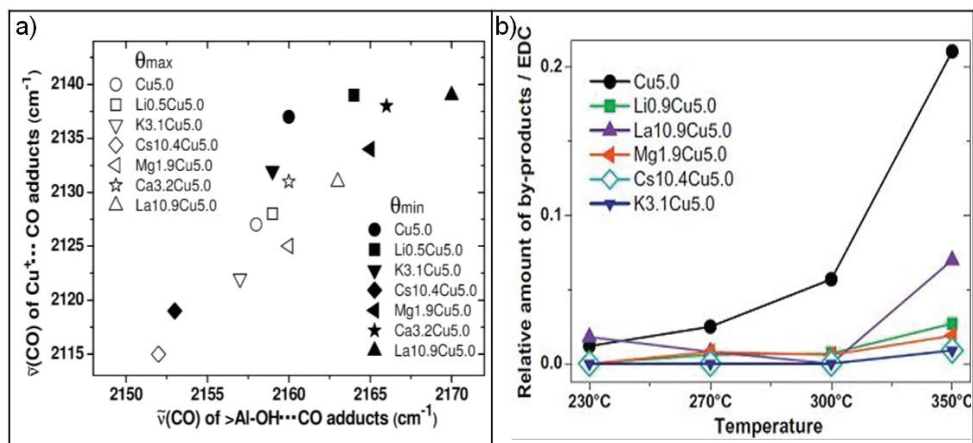 a)
ν̃(CO) of Cu⁺··· CO adducts (cm⁻¹)
2140
2135
2130
2125
2120
2115
θmax
Cu5.0
Li0.5Cu5.0
K3.1Cu5.0
Cs10.4Cu5.0
Mg1.9Cu5.0
Ca3.2Cu5.0
La10.9Cu5.0
θmin
Cu5.0
Li0.5Cu5.0
K3.1Cu5.0
Cs10.4Cu5.0
Mg1.9Cu5.0
Ca3.2Cu5.0
La10.9Cu5.0
2150 2155 2160 2165 2170
ν̃(CO) of >Al-OH···CO adducts (cm⁻¹)
b)
Relative amount of by-products / EDC
0.2
0.1
0.0
Cu5.0
Li0.9Cu5.0
La10.9Cu5.0
Mg1.9Cu5.0
Cs10.4Cu5.0
K3.1Cu5.0
230°C 270°C 300°C 350°C
Temperature